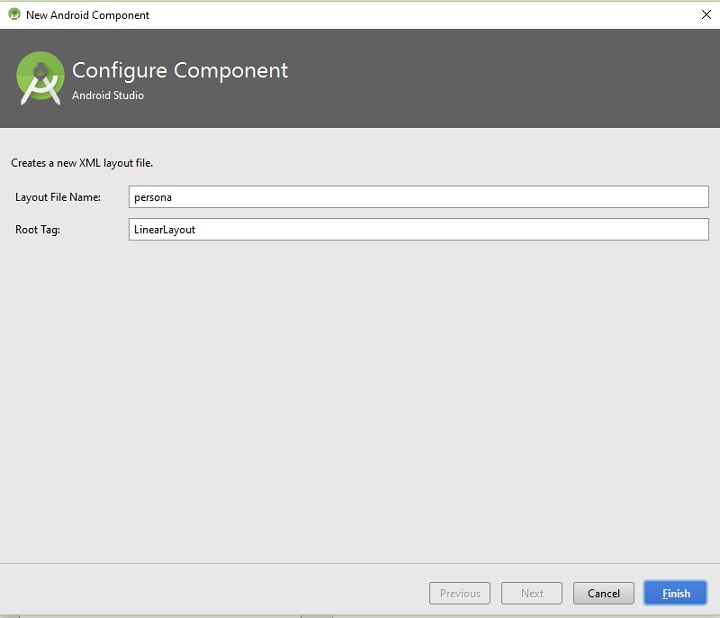 New Android Component
Configure Component
Android Studio
Creates a new XML layout file.
Layout File Name: persona
Root Tag: LinearLayout
Previous Next Cancel Finish